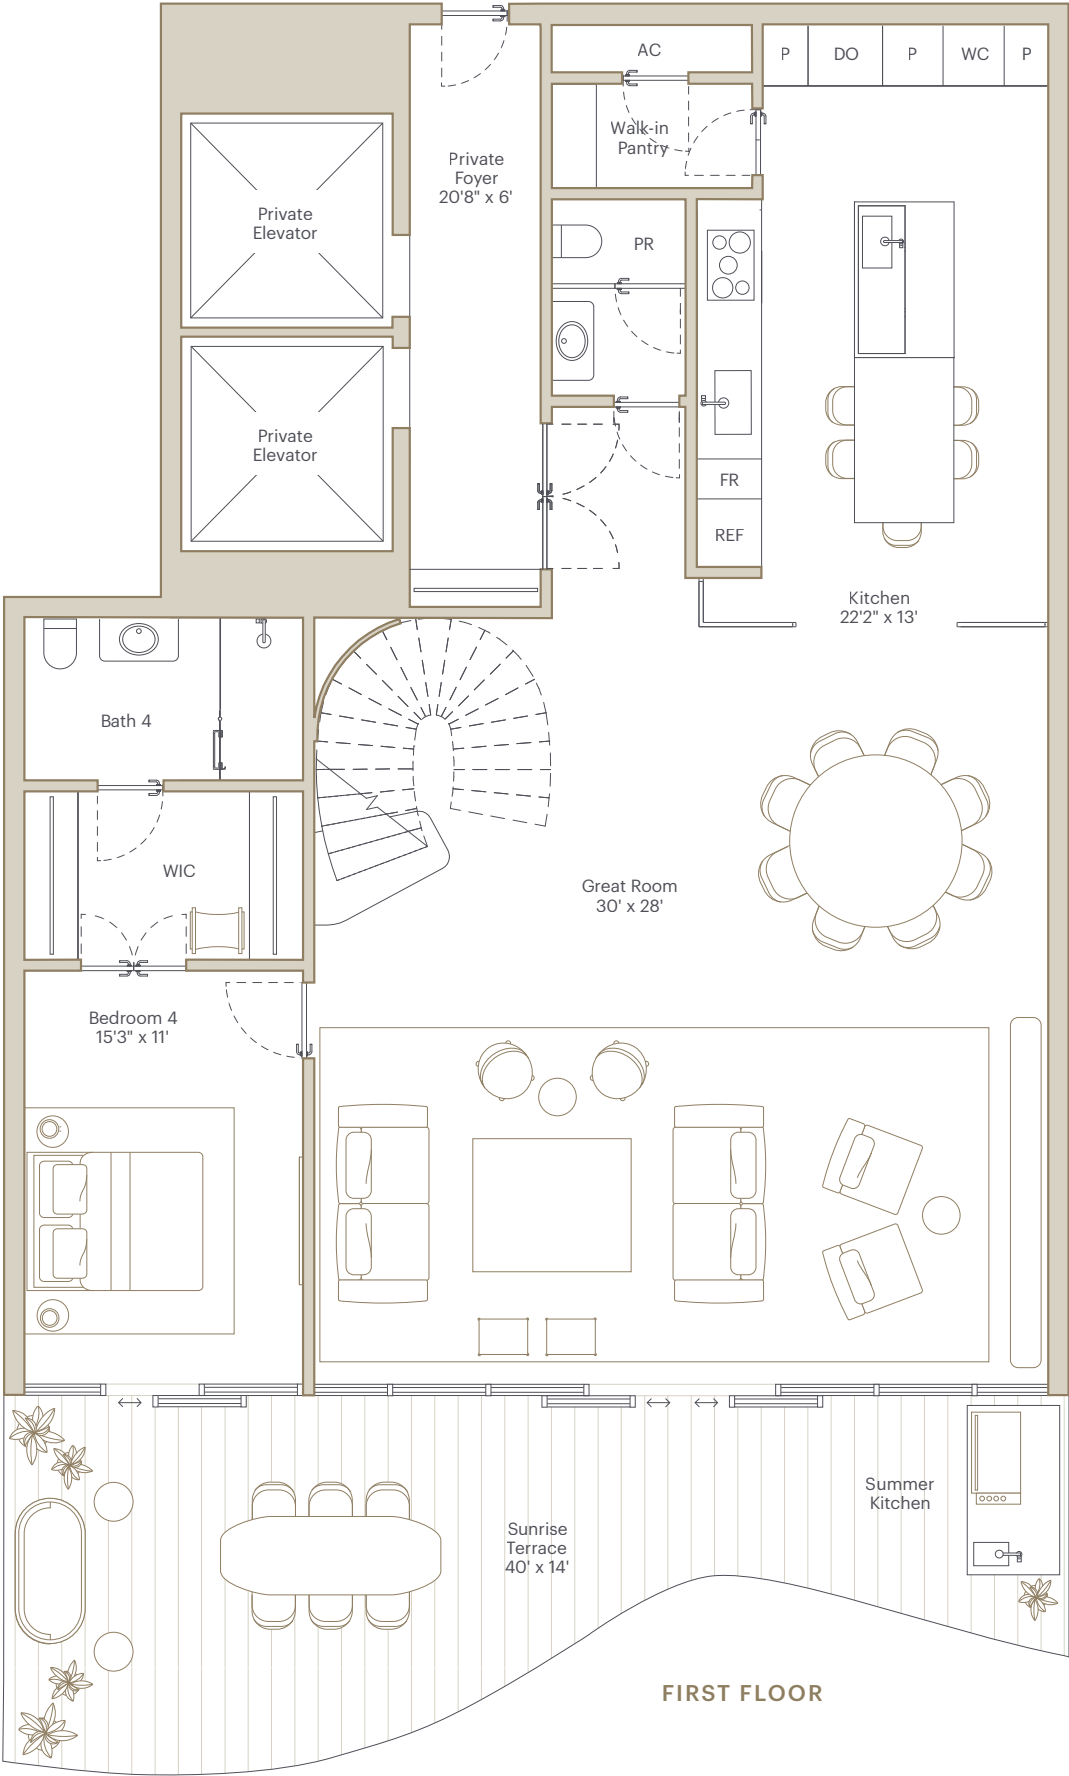 AC
P
DO
P
WC
P
Walk-in
Pantry
Private
Foyer
20'8" x 6'
Private
Elevator
PR
Private
Elevator
FR
REF
Kitchen
22'2" x 13'
Bath 4
WIC
Great Room
30' x 28'
Bedroom 4
15'3" x 11'
Summer
Kitchen
Sunrise
Terrace
40' x 14'
FIRST FLOOR